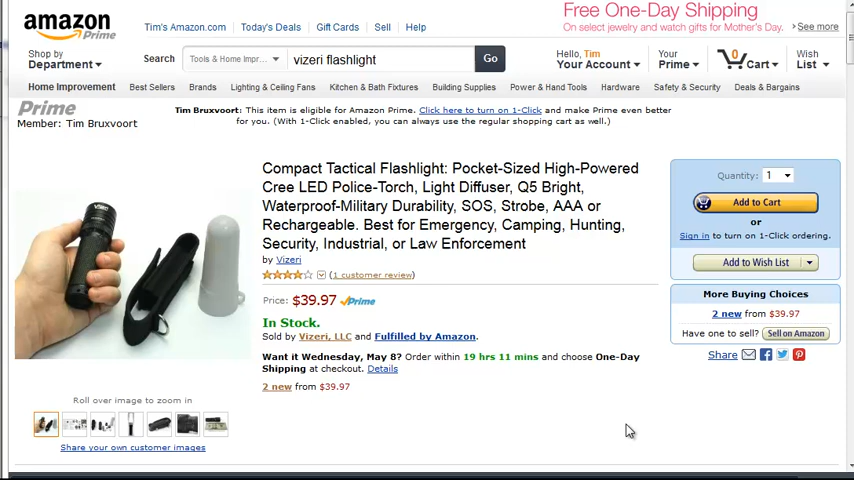 amazon
Prime
Tim's Amazon.com
Today's Deals
Gift Cards
Sell
Help
Free One-Day Shipping
On select jewelry and watch gifts for Mother's Day.
See more
Shop by
Department
Search
Tools & Home Improv...
vizeri flashlight
Go
Hello, Tim
Your Account
Your
Prime
0
Cart
Wish
List
Home Improvement
Best Sellers
Brands
Lighting & Ceiling Fans
Kitchen & Bath Fixtures
Building Supplies
Power & Hand Tools
Hardware
Safety & Security
Deals & Bargains
Prime
Member: Tim Bruxvoort
Tim Bruxvoort: This item is eligible for Amazon Prime. Click here to turn on 1-Click and make Prime even better
for you. (With 1-Click enabled, you can always use the regular shopping cart as well.)
Compact Tactical Flashlight: Pocket-Sized High-Powered
Cree LED Police-Torch, Light Diffuser, Q5 Bright,
Waterproof-Military Durability, SOS, Strobe, AAA or
Rechargeable. Best for Emergency, Camping, Hunting,
Security, Industrial, or Law Enforcement
by Vizeri
(1 customer review)
Price: $39.97 Prime
In Stock.
Sold by Vizeri, LLC and Fulfilled by Amazon.
Want it Wednesday, May 8? Order within 19 hrs 11 mins and choose One-Day
Shipping at checkout. Details
2 new from $39.97
Vizeri
Roll over image to zoom in
Share your own customer images
Quantity: 1
Add to Cart
or
Sign in to turn on 1-Click ordering.
Add to Wish List
More Buying Choices
2 new from $39.97
Have one to sell? Sell on Amazon
Share